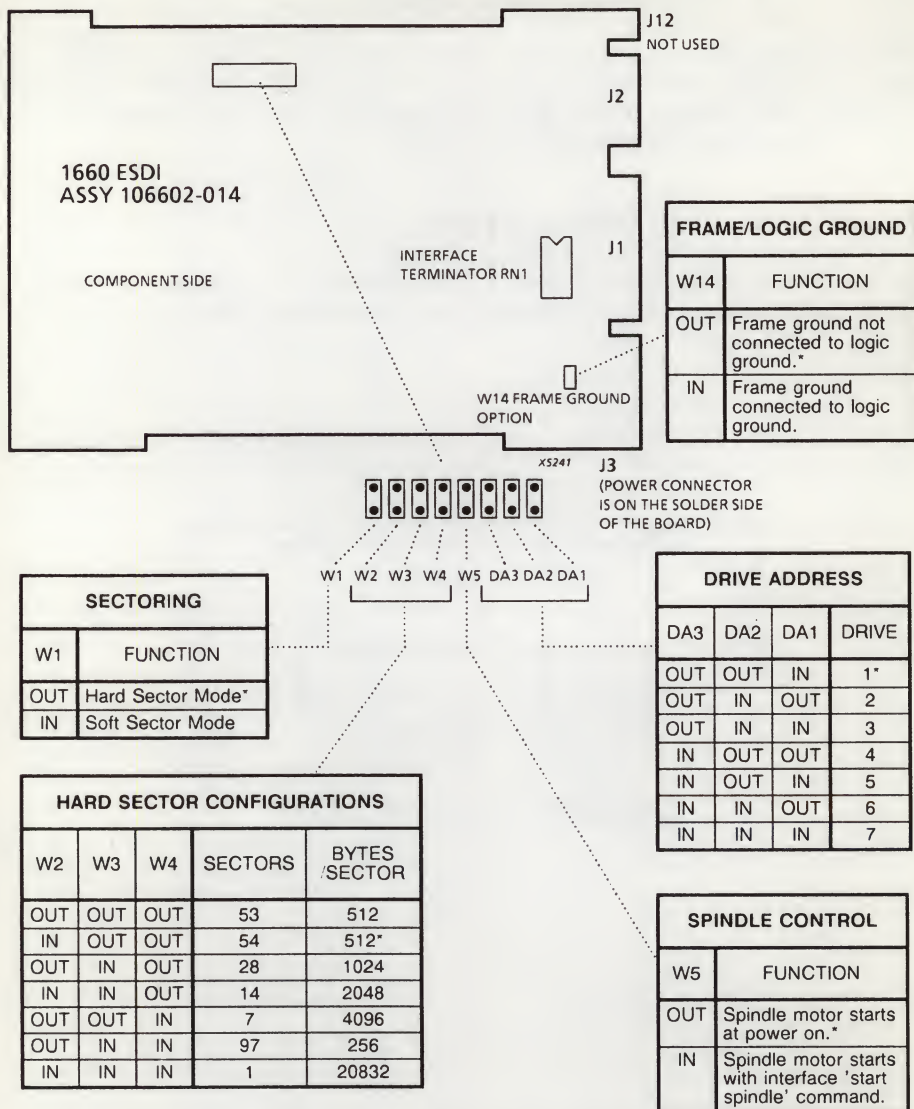 J12
NOT USED
J2
1660 ESDI
ASSY 106602-014
COMPONENT SIDE
INTERFACE
TERMINATOR RN1
J1
W14 FRAME GROUND
OPTION
X5241
J3
(POWER CONNECTOR
IS ON THE SOLDER SIDE
OF THE BOARD)
FRAME/LOGIC GROUND
W14 FUNCTION
OUT Frame ground not
connected to logic
ground.*
IN Frame ground
connected to logic
ground.
W1 W2 W3 W4 W5 DA3 DA2 DA1
SECTORING
W1 FUNCTION
OUT Hard Sector Mode*
IN Soft Sector Mode
DRIVE ADDRESS
DA3 DA2 DA1 DRIVE
OUT OUT IN 1*
OUT IN OUT 2
OUT IN IN 3
IN OUT OUT 4
IN OUT IN 5
IN IN OUT 6
IN IN IN 7
HARD SECTOR CONFIGURATIONS
W2 W3 W4 SECTORS BYTES
/SECTOR
OUT OUT OUT 53 512
IN OUT OUT 54 512*
OUT IN OUT 28 1024
IN IN OUT 14 2048
OUT OUT IN 7 4096
OUT IN IN 97 256
IN IN IN 1 20832
SPINDLE CONTROL
W5 FUNCTION
OUT Spindle motor starts
at power on.*
IN Spindle motor starts
with interface 'start
spindle' command.